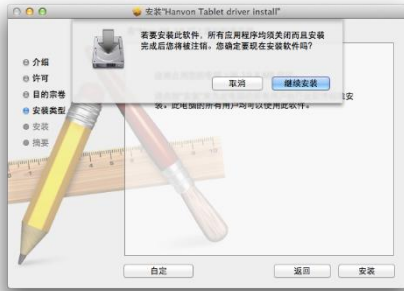 安装“Hanvon Tablet driver install”
若要安装此软件，所有应用程序均须关闭而且安装
完成后您将被注销。您确定要现在安装软件吗?
取消
继续安装
介绍
许可
目的宗卷
安装类型
安装
摘要
装。此电脑的所有用户均可以使用此软件。
自定
返回
安装